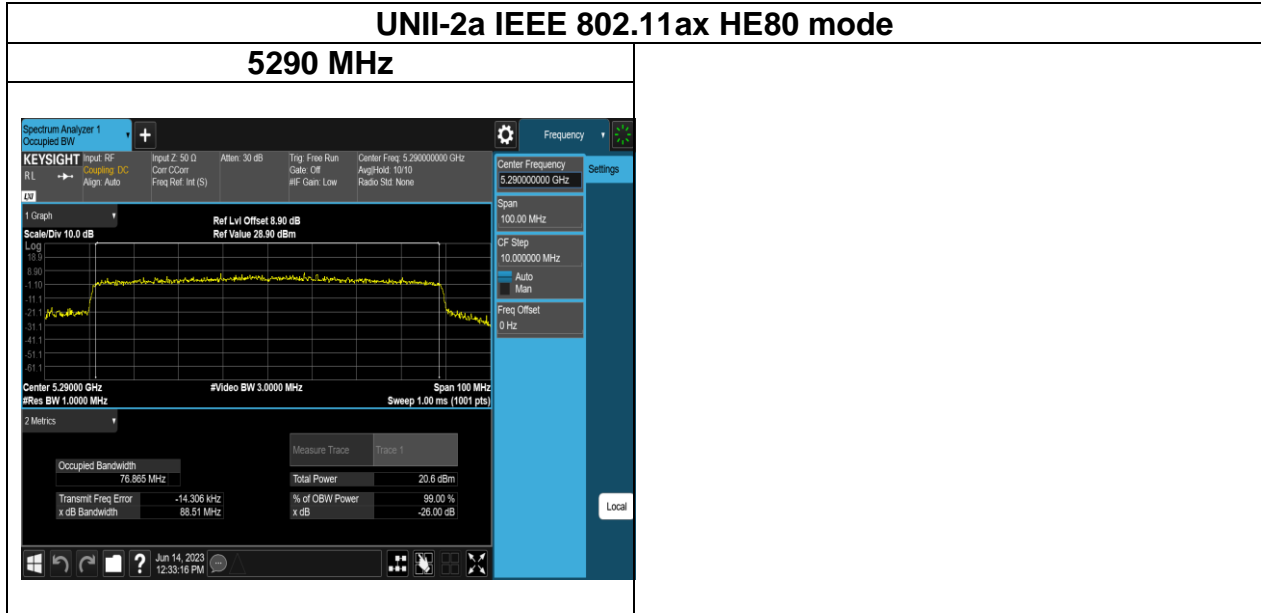 UNII-2a IEEE 802.11ax HE80 mode
5290 MHz
Spectrum Analyzer 1
Occupied BW
+
Frequency
KEYSIGHT
RL
LXI
Input: RF
Coupling: DC
Align: Auto
Input Z: 50 Ω
Corr CCorr
Freq Ref: Int (S)
Atten: 30 dB
Trig: Free Run
Gate: Off
#IF Gain: Low
Center Freq: 5.290000000 GHz
Avg|Hold: 10/10
Radio Std: None
Center Frequency
5.290000000 GHz
Settings
Span
100.00 MHz
CF Step
10.000000 MHz
Auto
Man
Freq Offset
0 Hz
1 Graph
Scale/Div 10.0 dB
Ref Lvl Offset 8.90 dB
Ref Value 28.90 dBm
Log
18.9
8.90
-1.10
-11.1
-21.1
-31.1
-41.1
-51.1
-61.1
Center 5.29000 GHz
#Video BW 3.0000 MHz
Span 100 MHz
#Res BW 1.0000 MHz
Sweep 1.00 ms (1001 pts)
2 Metrics
Measure Trace
Trace 1
Occupied Bandwidth
76.865 MHz
Total Power 20.6 dBm
Transmit Freq Error -14.306 kHz
% of OBW Power 99.00 %
x dB Bandwidth 88.51 MHz
x dB -26.00 dB
Local
?
Jun 14, 2023
12:33:16 PM